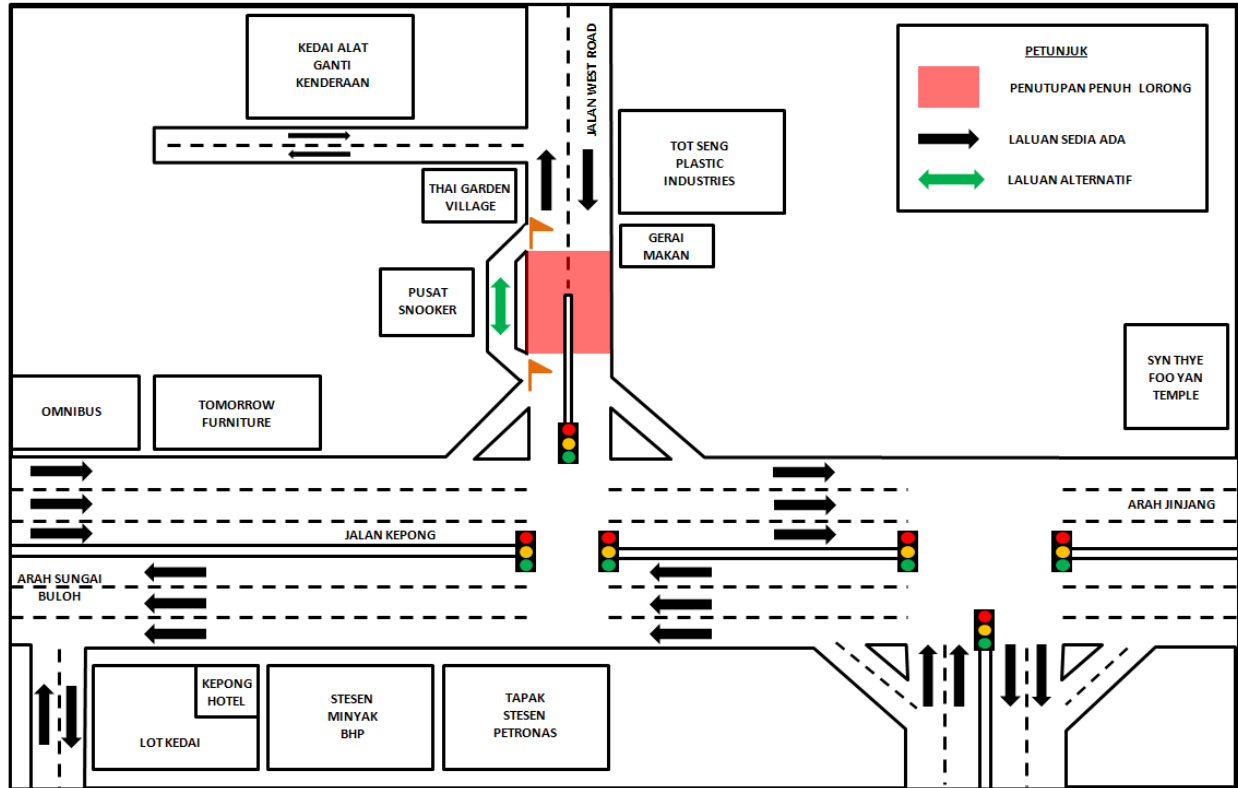 KEDAI ALAT
GANTI
KENDERAAN
JALAN WEST ROAD
PETUNJUK
PENUTUPAN PENUH LORONG
LALUAN SEDIA ADA
LALUAN ALTERNATIF
TOT SENG
PLASTIC
INDUSTRIES
THAI GARDEN
VILLAGE
GERAI
MAKAN
PUSAT
SNOOKER
SYN THYE
FOO YAN
TEMPLE
OMNIBUS
TOMORROW
FURNITURE
ARAH JINJANG
JALAN KEPONG
ARAH SUNGAI
BULOH
KEPONG
HOTEL
LOT KEDAI
STESEN
MINYAK
BHP
TAPAK
STESEN
PETRONAS